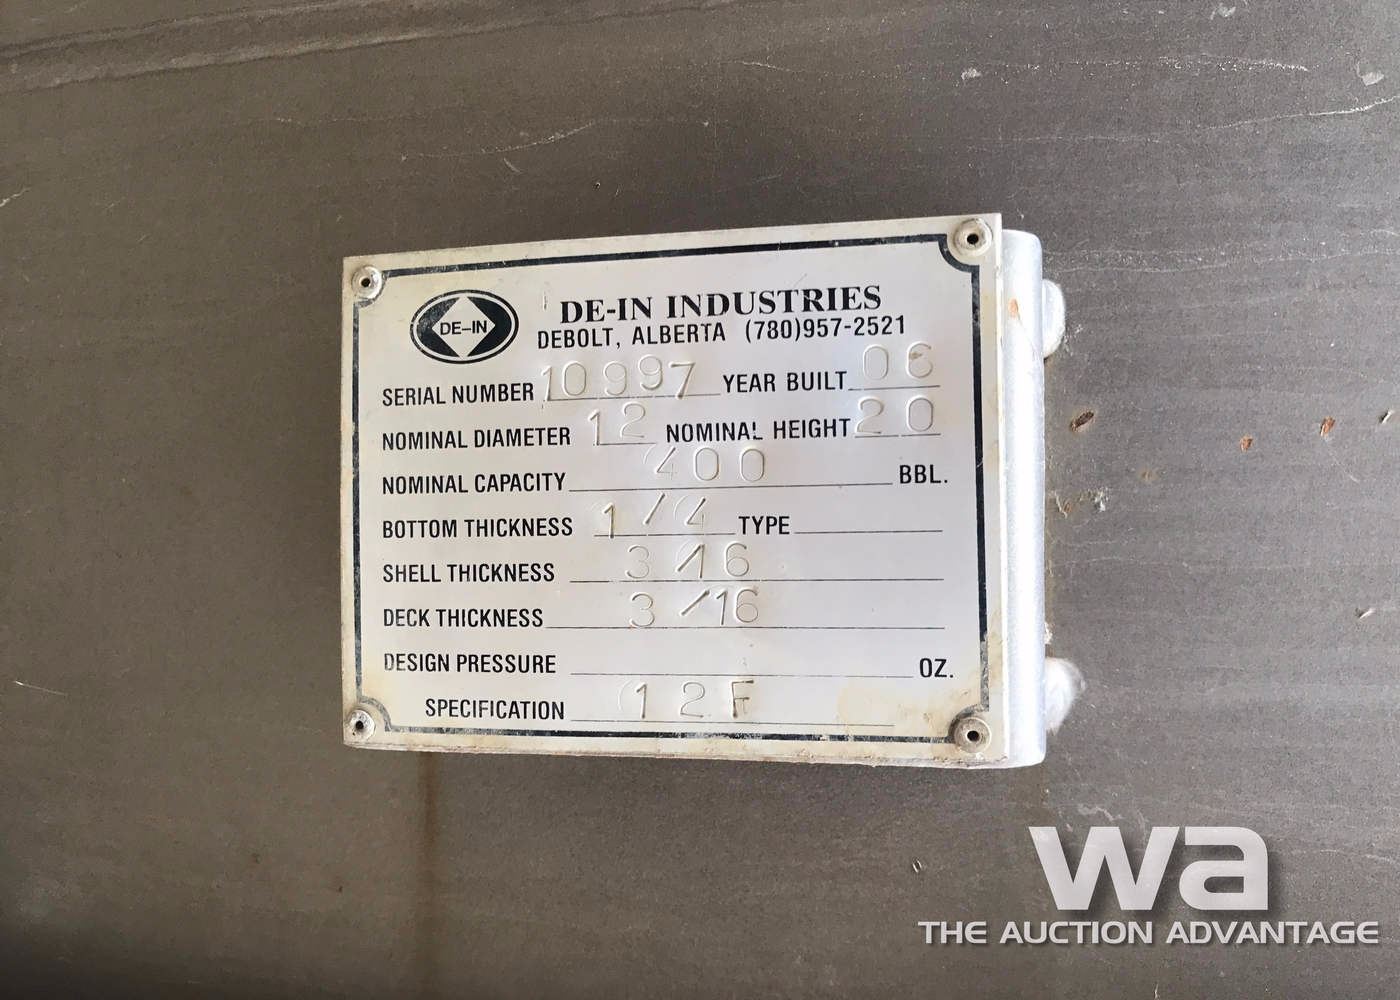 DE-IN
DE-IN INDUSTRIES
DEBOLT, ALBERTA (780)957-2521
SERIAL NUMBER 10997 YEAR BUILT 06
NOMINAL DIAMETER 12 NOMINAL HEIGHT 20
NOMINAL CAPACITY 400 BBL.
BOTTOM THICKNESS 1/4 TYPE
SHELL THICKNESS 3/16
DECK THICKNESS 3/16
DESIGN PRESSURE OZ.
SPECIFICATION 12F
wa
THE AUCTION ADVANTAGE